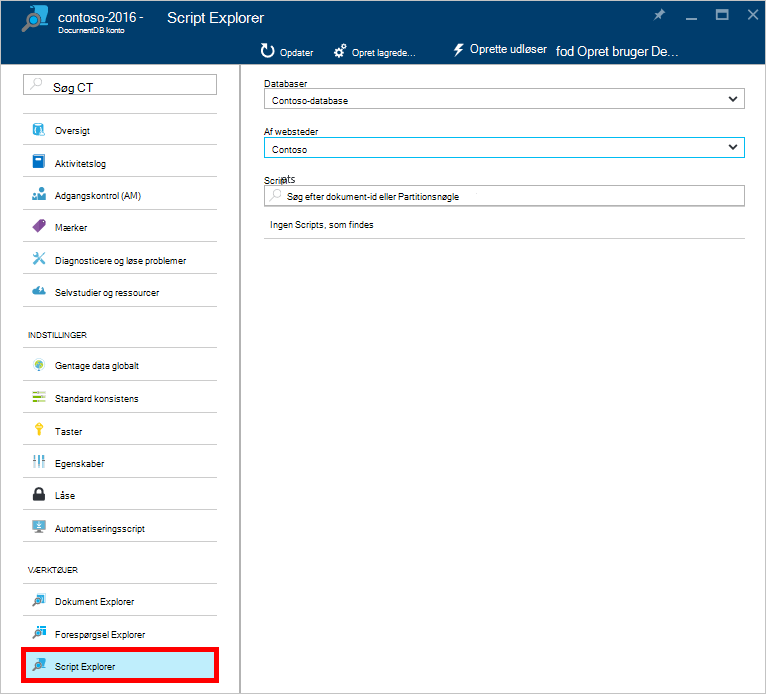 contoso-2016 - Script Explorer
DocumentDB konto
Opdater Opret lagrede... Oprette udløser fod Opret bruger De...
Søg CT
Oversigt
Aktivitetslog
Adgangskontrol (AM)
Mærker
Diagnosticere og løse problemer
Selvstudier og ressourcer
INDSTILLINGER
Gentage data globalt
Standard konsistens
Taster
Egenskaber
Låse
Automatiseringsscript
VÆRKTØJER
Dokument Explorer
Forespørgsel Explorer
Script Explorer
Databaser
Contoso-database
Af websteder
Contoso
Scripts
Søg efter dokument-id eller Partitionsnøgle
Ingen Scripts, som findes